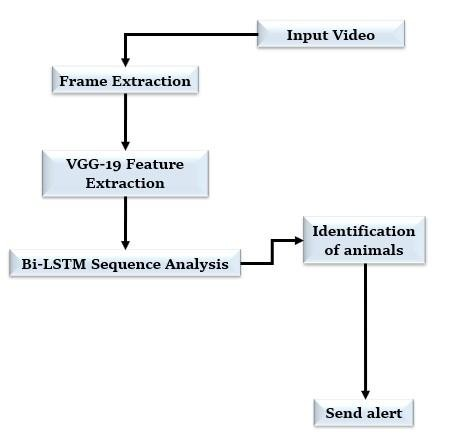 Input Video
Frame Extraction
VGG-19 Feature
Extraction
Bi-LSTM Sequence Analysis
Identification
of animals
Send alert